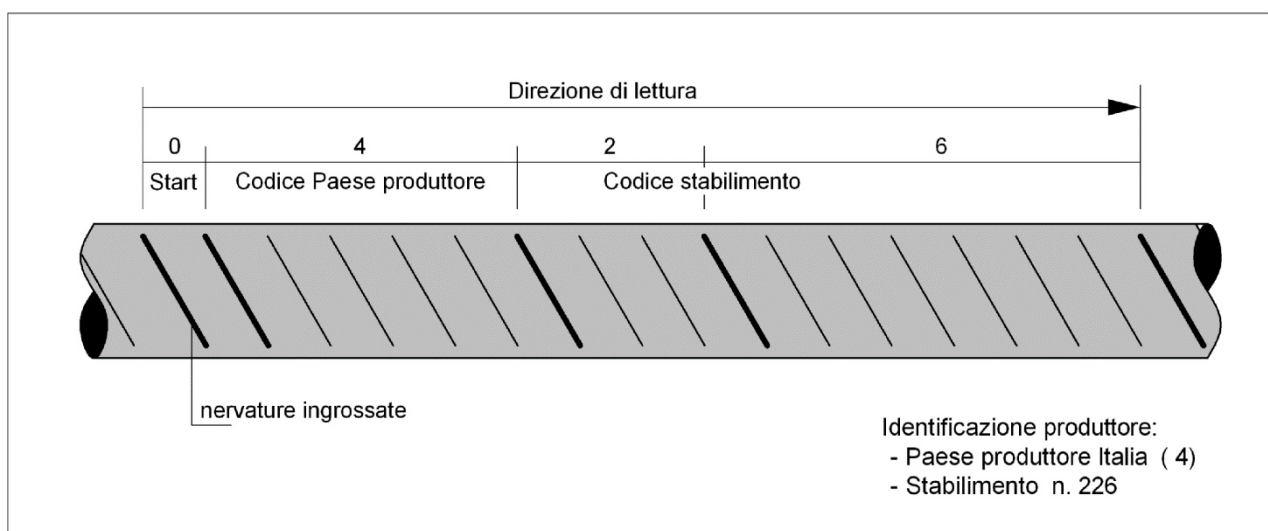 Direzione di lettura
0 4 2 6
Start Codice Paese produttore Codice stabilimento
nervature ingrossate
Identificazione produttore:
- Paese produttore Italia ( 4)
- Stabilimento n. 226